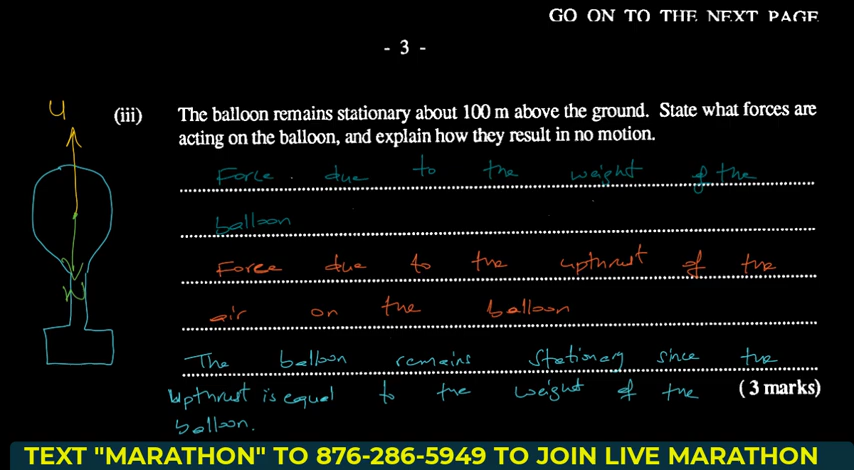 GO ON TO THE NEXT PAGE
- 3 -
U
(iii) The balloon remains stationary about 100 m above the ground. State what forces are
acting on the balloon, and explain how they result in no motion.
Force due to the weight of the
balloon
Force due to the upthrust of the
air on the balloon
The balloon remains stationary since the
Upthrust is equal to the weight of the (3 marks)
balloon.
TEXT "MARATHON" TO 876-286-5949 TO JOIN LIVE MARATHON